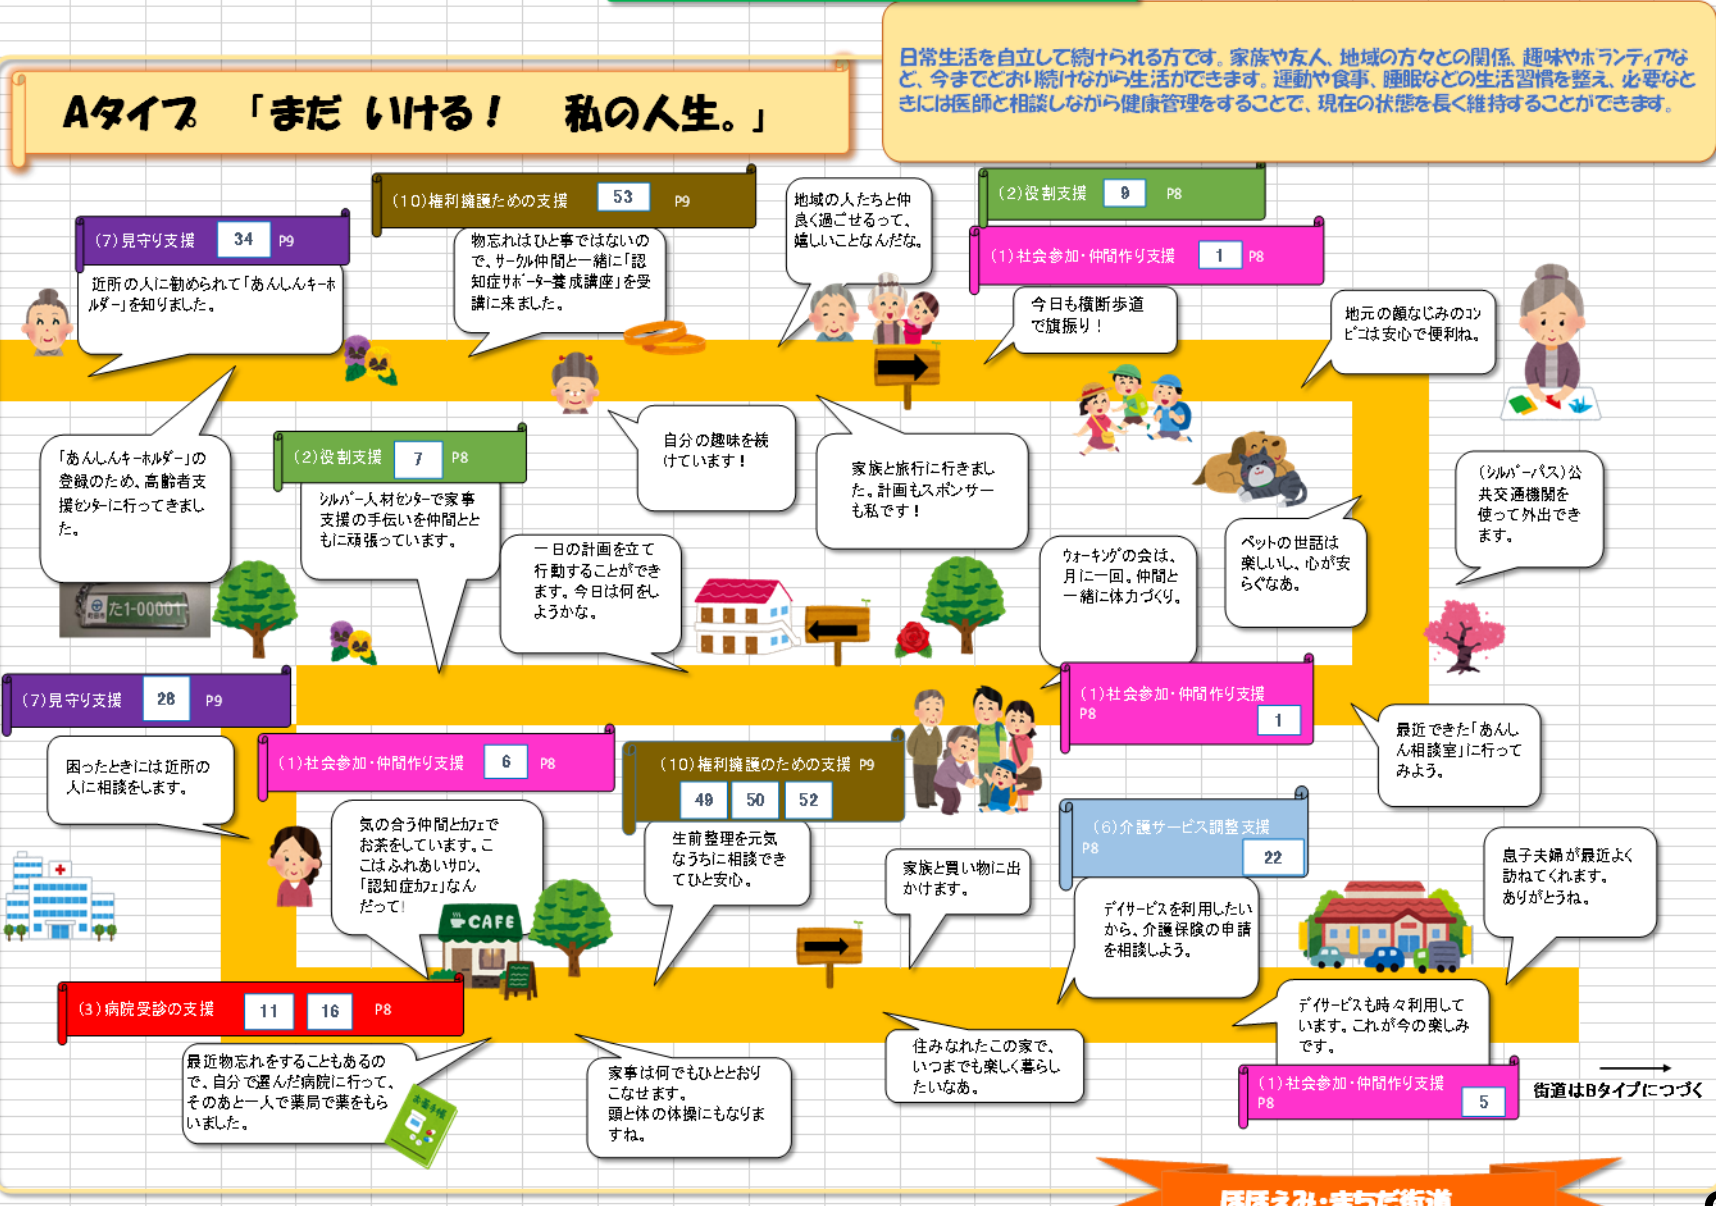 日常生活を自立して続けられる方です。家族や友人、地域の方々との関係、趣味やボランティアな
ど、今までどおり続けながら生活ができます。運動や食事、睡眠などの生活習慣を整え、必要なと
きには医師と相談しながら健康管理をすることで、現在の状態を長く維持することができます。
Aタイプ 「まだ いける！ 私の人生。」
(10)権利擁護ための支援 53 P9
(2)役割支援 9 P8
(7)見守り支援 34 P9
(1)社会参加・仲間作り支援 1 P8
近所の人に勧められて「あんしんキーホ
ルダー」を知りました。
物忘れはひと事ではないの
で、サークル仲間と一緒に「認
知症サポーター養成講座」を受
講に来ました。
地域の人たちと仲
良く過ごせるって、
嬉しいことなんだな。
今日も横断歩道
で旗振り！
地元の顔なじみのコン
ビニは安心で便利ね。
「あんしんキーホルダー」の
登録のため、高齢者支
援センターに行ってきまし
た。
(2)役割支援 7 P8
シルバー人材センターで家事
支援の手伝いを仲間とと
もに頑張っています。
自分の趣味を続
けています！
家族と旅行に行きまし
た。計画もスポンサー
も私です！
(シルバーパス)公
共交通機関を
使って外出でき
ます。
一日の計画を立て
行動することができ
ます。今日は何をし
ようかな。
ウォーキングの会は、
月に一回。仲間と
一緒に体力づくり。
ペットの世話は
楽しいし、心が安
らぐなあ。
た1-00001
(7)見守り支援 28 P9
(1)社会参加・仲間作り支援
P8 1
困ったときには近所の
人に相談をします。
(1)社会参加・仲間作り支援 6 P8
(10)権利擁護のための支援 P9
49 50 52
最近できた「あんし
ん相談室」に行って
みよう。
気の合う仲間とカフェで
お茶をしています。こ
こはふれあいサロン、
「認知症カフェ」なん
だって！
生前整理を元気
なうちに相談でき
てひと安心。
家族と買い物に出
かけます。
(6)介護サービス調整支援
P8 22
デイサービスを利用したい
から、介護保険の申請
を相談しよう。
息子夫婦が最近よく
訪ねてくれます。
ありがとうね。
CAFE
(3)病院受診の支援 11 16 P8
最近物忘れをすることもあるの
で、自分で選んだ病院に行って、
そのあと一人で薬局で薬をもら
いました。
お薬手帳
家事は何でもひととおり
こなせます。
頭と体の体操にもなりま
すね。
住みなれたこの家で、
いつまでも楽しく暮らし
たいなあ。
デイサービスも時々利用して
います。これが今の楽しみ
です。
(1)社会参加・仲間作り支援
P8 5
街道はBタイプにつづく
ほほえみ・まちだ街道